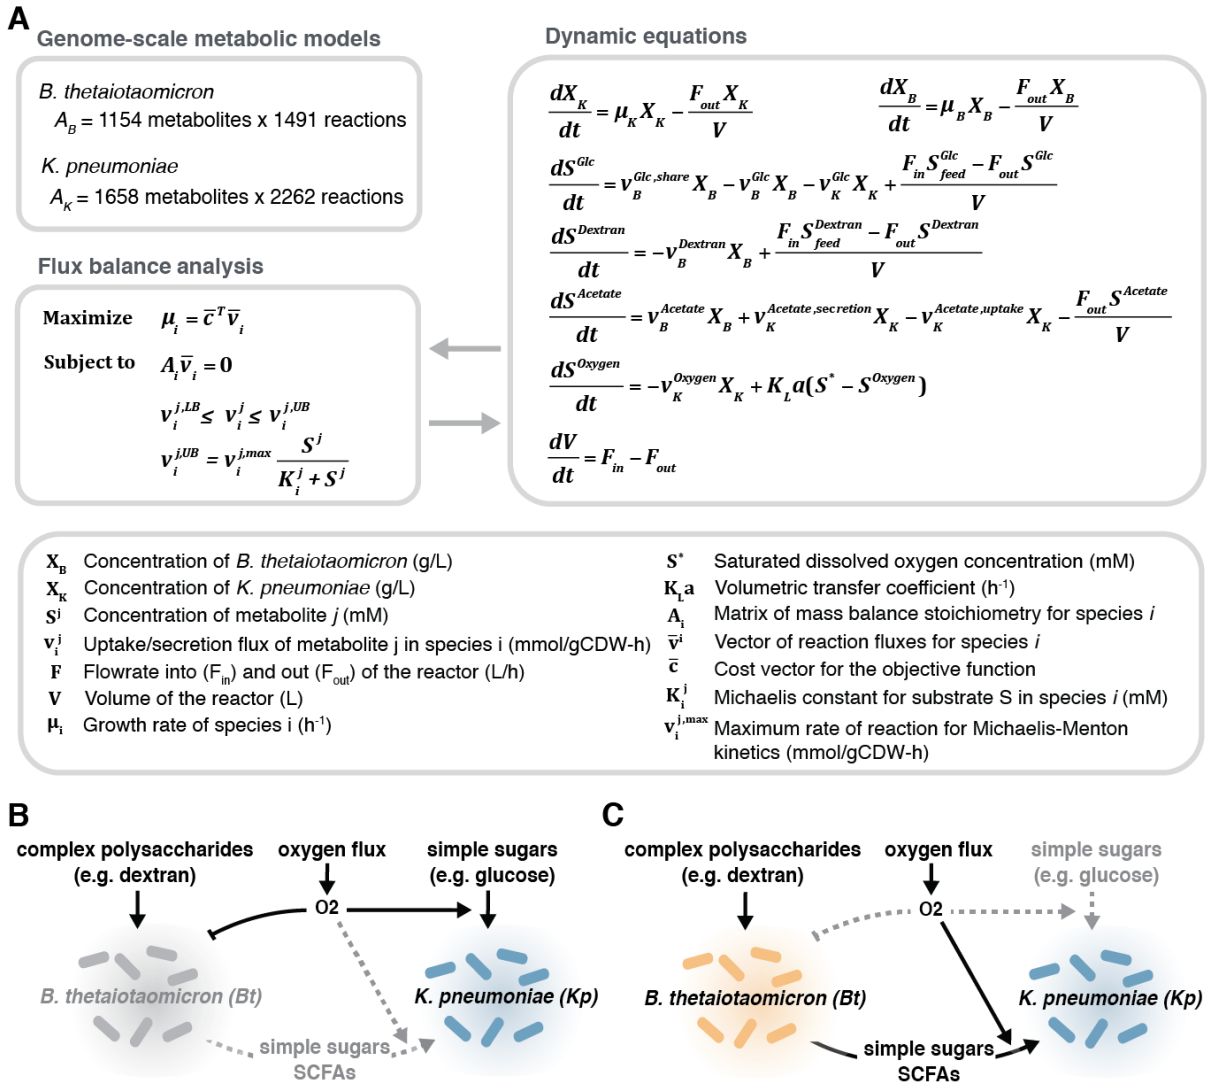 A
Genome-scale metabolic models
B. thetaiotaomicron
A_B = 1154 metabolites x 1491 reactions
K. pneumoniae
A_K = 1658 metabolites x 2262 reactions
Flux balance analysis
Maximize μ_i = c̄^T v̄_i
Subject to A_i v̄_i = 0
v_i^{j,LB} ≤ v_i^j ≤ v_i^{j,UB}
v_i^{j,UB} = v_i^{j,max} S^j / (K_i^j + S^j)
Dynamic equations
dX_K/dt = μ_K X_K − F_out X_K / V
dX_B/dt = μ_B X_B − F_out X_B / V
dS^{Glc}/dt = v_B^{Glc,share} X_B − v_B^{Glc} X_B − v_K^{Glc} X_K + (F_in S_feed^{Glc} − F_out S^{Glc}) / V
dS^{Dextran}/dt = −v_B^{Dextran} X_B + (F_in S_feed^{Dextran} − F_out S^{Dextran}) / V
dS^{Acetate}/dt = v_B^{Acetate} X_B + v_K^{Acetate,secretion} X_K − v_K^{Acetate,uptake} X_K − F_out S^{Acetate} / V
dS^{Oxygen}/dt = −v_K^{Oxygen} X_K + K_L a(S^* − S^{Oxygen})
dV/dt = F_in − F_out
X_B Concentration of B. thetaiotaomicron (g/L)
X_K Concentration of K. pneumoniae (g/L)
S^j Concentration of metabolite j (mM)
v_i^j Uptake/secretion flux of metabolite j in species i (mmol/gCDW-h)
F Flowrate into (F_in) and out (F_out) of the reactor (L/h)
V Volume of the reactor (L)
μ_i Growth rate of species i (h^-1)
S^* Saturated dissolved oxygen concentration (mM)
K_L a Volumetric transfer coefficient (h^-1)
A_i Matrix of mass balance stoichiometry for species i
v̄^i Vector of reaction fluxes for species i
c̄ Cost vector for the objective function
K_i^j Michaelis constant for substrate S in species i (mM)
v_i^{j,max} Maximum rate of reaction for Michaelis-Menton
kinetics (mmol/gCDW-h)
B
complex polysaccharides
(e.g. dextran)
oxygen flux
simple sugars
(e.g. glucose)
O2
B. thetaiotaomicron (Bt)
K. pneumoniae (Kp)
simple sugars
SCFAs
C
complex polysaccharides
(e.g. dextran)
oxygen flux
simple sugars
(e.g. glucose)
O2
B. thetaiotaomicron (Bt)
K. pneumoniae (Kp)
simple sugars
SCFAs